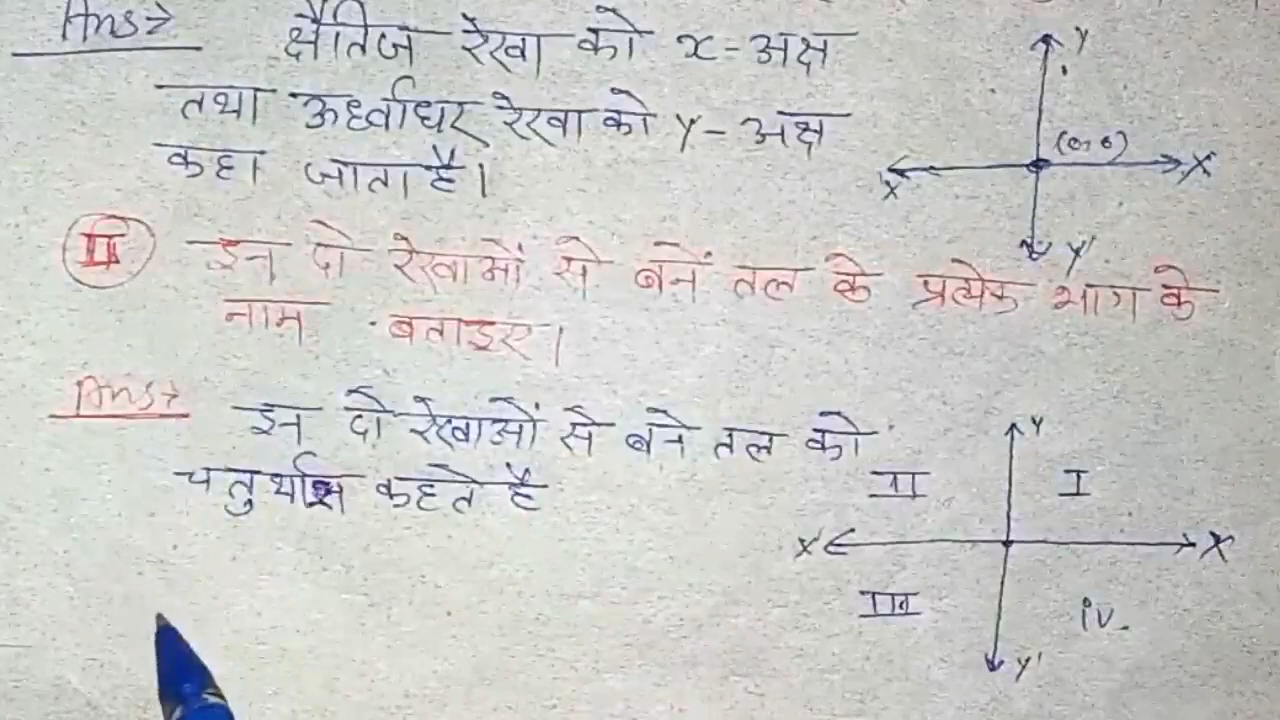 Ans→
क्षैतिज रेखा को x-अक्ष
तथा ऊर्ध्वाधर रेखा को y-अक्ष
कहा जाता है।
Y
(0,0)
X
X
Y'
II इन दो रेखाओं से बनें तल के प्रत्येक भाग के
नाम बताइए।
Ans→
इन दो रेखाओं से बने तल को
चतुर्थांस कहते है
Y
II I
X' X
III iv
Y'